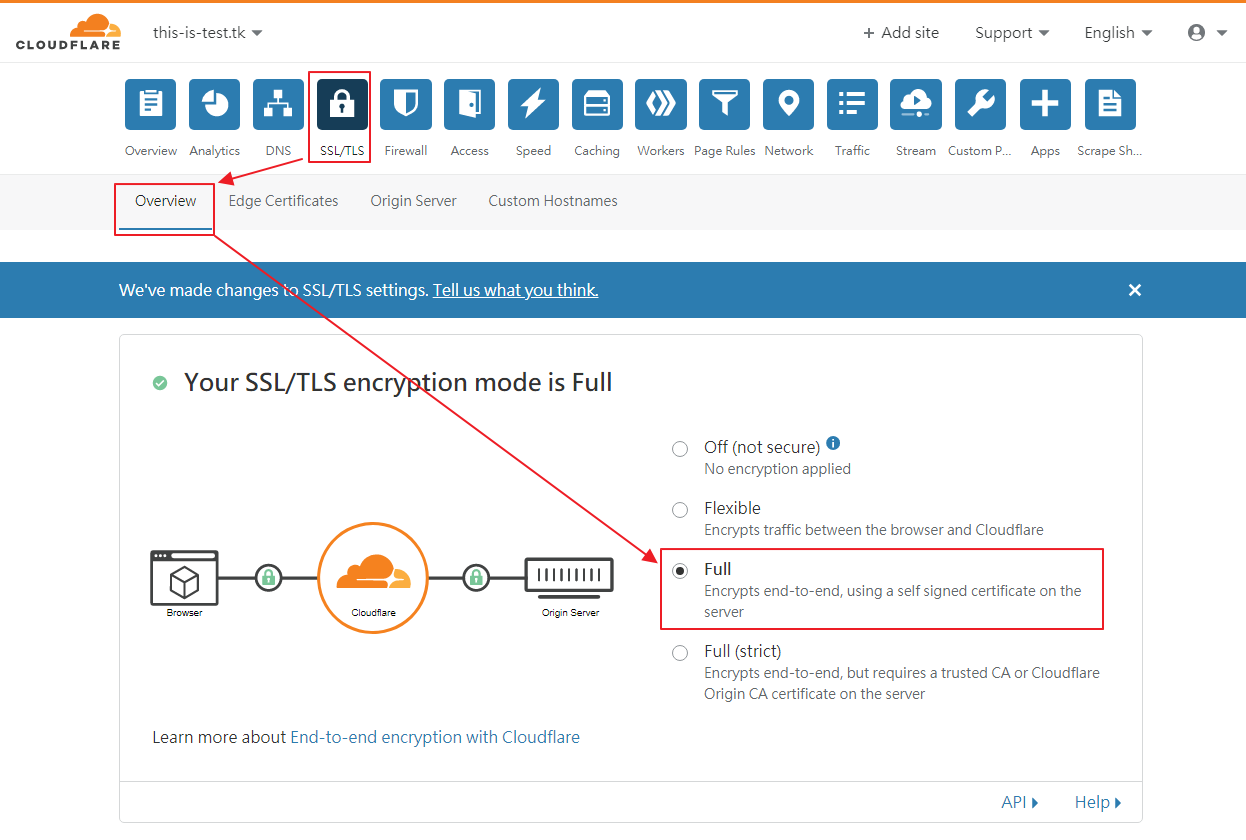 CLOUDFLARE
this-is-test.tk
+ Add site
Support
English
Overview
Analytics
DNS
SSL/TLS
Firewall
Access
Speed
Caching
Workers
Page Rules
Network
Traffic
Stream
Custom P...
Apps
Scrape Sh...
Overview
Edge Certificates
Origin Server
Custom Hostnames
We've made changes to SSL/TLS settings. Tell us what you think.
Your SSL/TLS encryption mode is Full
Browser
Cloudflare
Origin Server
Off (not secure)
No encryption applied
Flexible
Encrypts traffic between the browser and Cloudflare
Full
Encrypts end-to-end, using a self signed certificate on the
server
Full (strict)
Encrypts end-to-end, but requires a trusted CA or Cloudflare
Origin CA certificate on the server
Learn more about End-to-end encryption with Cloudflare
API
Help